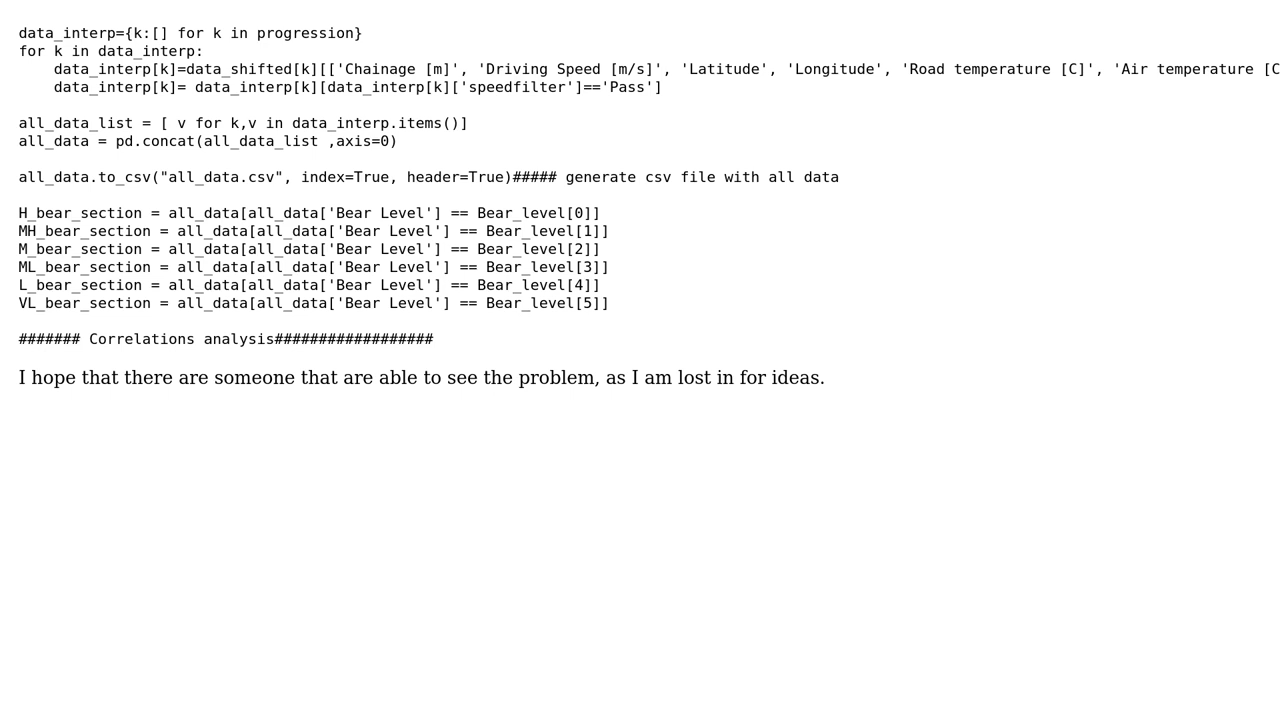 data_interp={k:[] for k in progression}
for k in data_interp:
    data_interp[k]=data_shifted[k][['Chainage [m]', 'Driving Speed [m/s]', 'Latitude', 'Longitude', 'Road temperature [C]', 'Air temperature [C
    data_interp[k]= data_interp[k][data_interp[k]['speedfilter']=='Pass']

all_data_list = [ v for k,v in data_interp.items()]
all_data = pd.concat(all_data_list ,axis=0)

all_data.to_csv("all_data.csv", index=True, header=True)##### generate csv file with all data

H_bear_section = all_data[all_data['Bear Level'] == Bear_level[0]]
MH_bear_section = all_data[all_data['Bear Level'] == Bear_level[1]]
M_bear_section = all_data[all_data['Bear Level'] == Bear_level[2]]
ML_bear_section = all_data[all_data['Bear Level'] == Bear_level[3]]
L_bear_section = all_data[all_data['Bear Level'] == Bear_level[4]]
VL_bear_section = all_data[all_data['Bear Level'] == Bear_level[5]]

####### Correlations analysis##################

I hope that there are someone that are able to see the problem, as I am lost in for ideas.